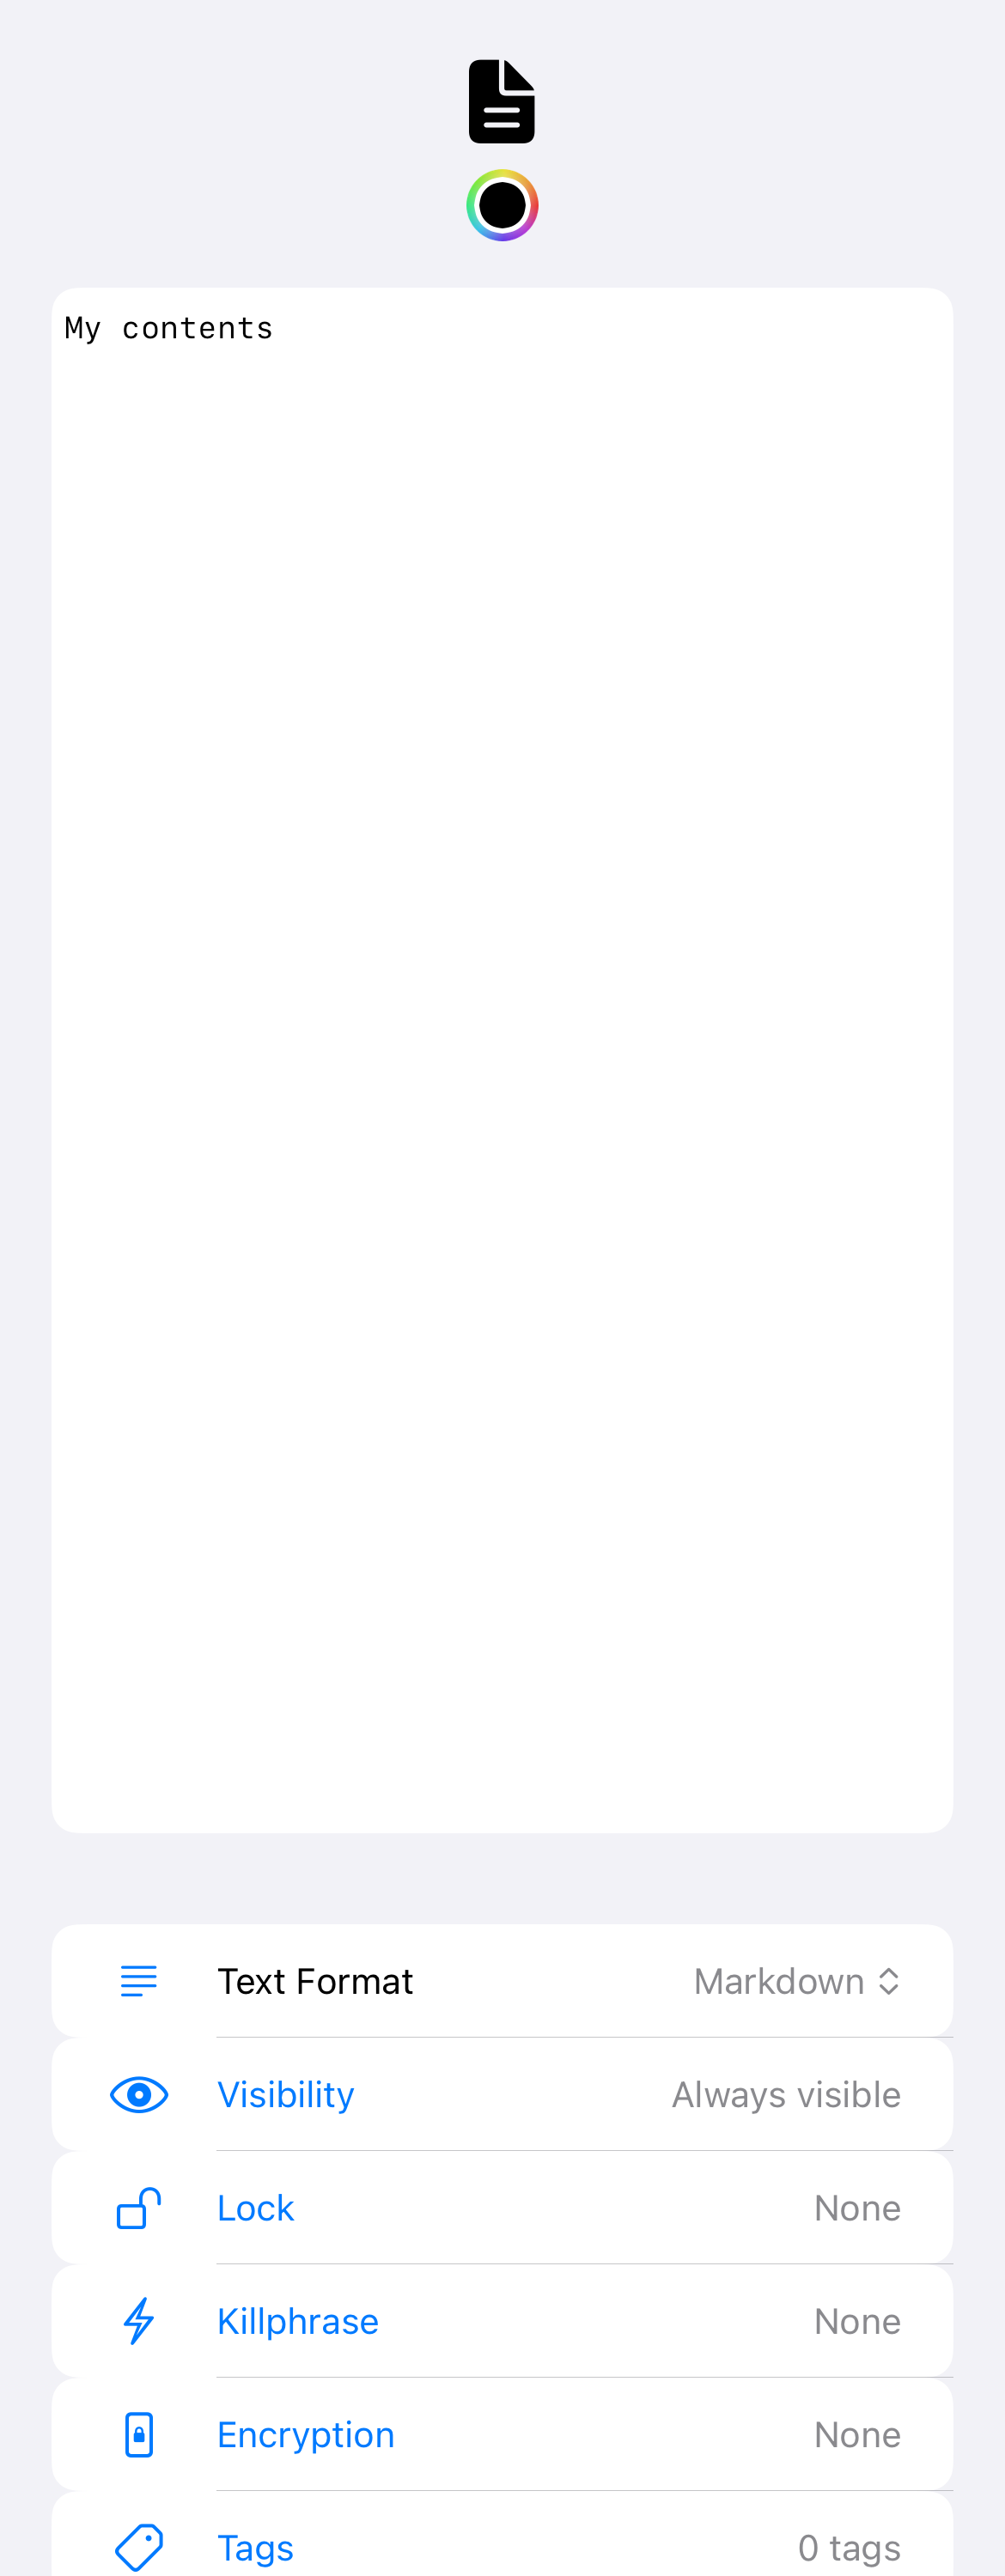 My contents
Text Format Markdown
Visibility Always visible
Lock None
Killphrase None
Encryption None
Tags 0 tags